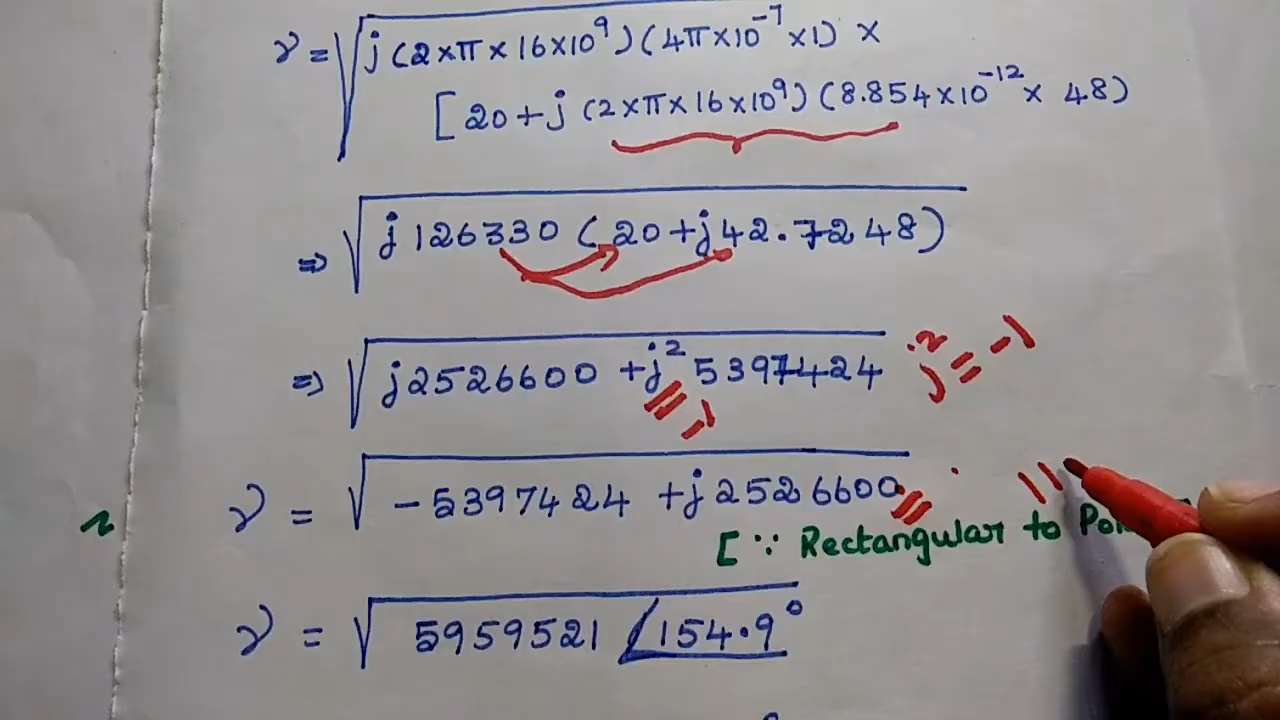 γ = √ j (2×π×16×10⁹) (4π×10⁻⁷×1) ×
[20+j (2×π×16×10⁹) (8.854×10⁻¹²× 48)
⇒ √ j 126330 (20+j42.7248)
⇒ √ j2526600 +j² 5397424 j² = -1
-1
γ = √ -5397424 +j2526600
[∵ Rectangular to
γ = √ 5959521 ∠154.9°